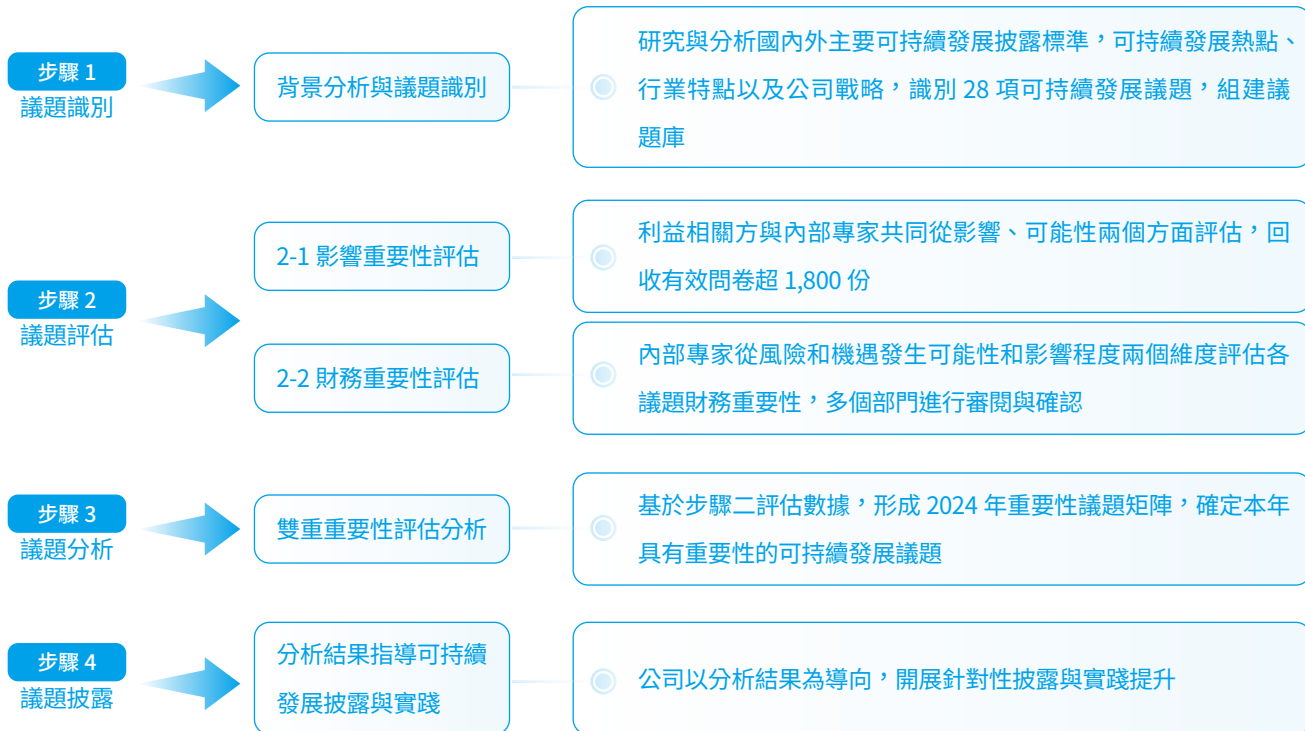 步驟 1
議題識別
背景分析與議題識別
研究與分析國內外主要可持續發展披露標準，可持續發展熱點、
行業特點以及公司戰略，識別 28 項可持續發展議題，組建議
題庫
步驟 2
議題評估
2-1 影響重要性評估
利益相關方與內部專家共同從影響、可能性兩個方面評估，回
收有效問卷超 1,800 份
2-2 財務重要性評估
內部專家從風險和機遇發生可能性和影響程度兩個維度評估各
議題財務重要性，多個部門進行審閱與確認
步驟 3
議題分析
雙重重要性評估分析
基於步驟二評估數據，形成 2024 年重要性議題矩陣，確定本年
具有重要性的可持續發展議題
步驟 4
議題披露
分析結果指導可持續
發展披露與實踐
公司以分析結果為導向，開展針對性披露與實踐提升